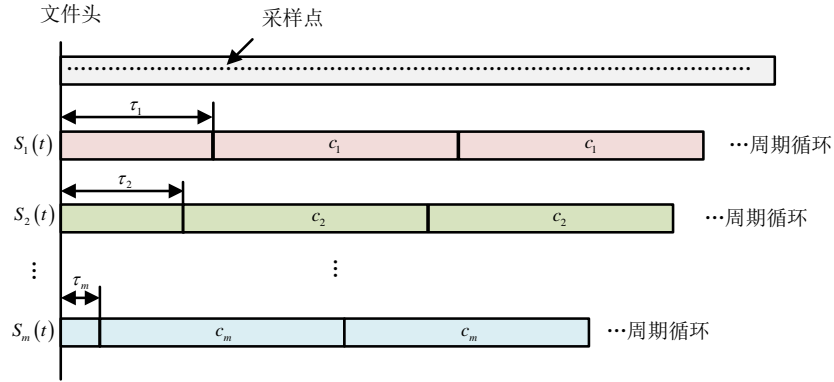 文件头
采样点
τ₁
S₁(t)
c₁
c₁
…周期循环
τ₂
S₂(t)
c₂
c₂
…周期循环
⋮
⋮
τₘ
Sₘ(t)
cₘ
cₘ
…周期循环